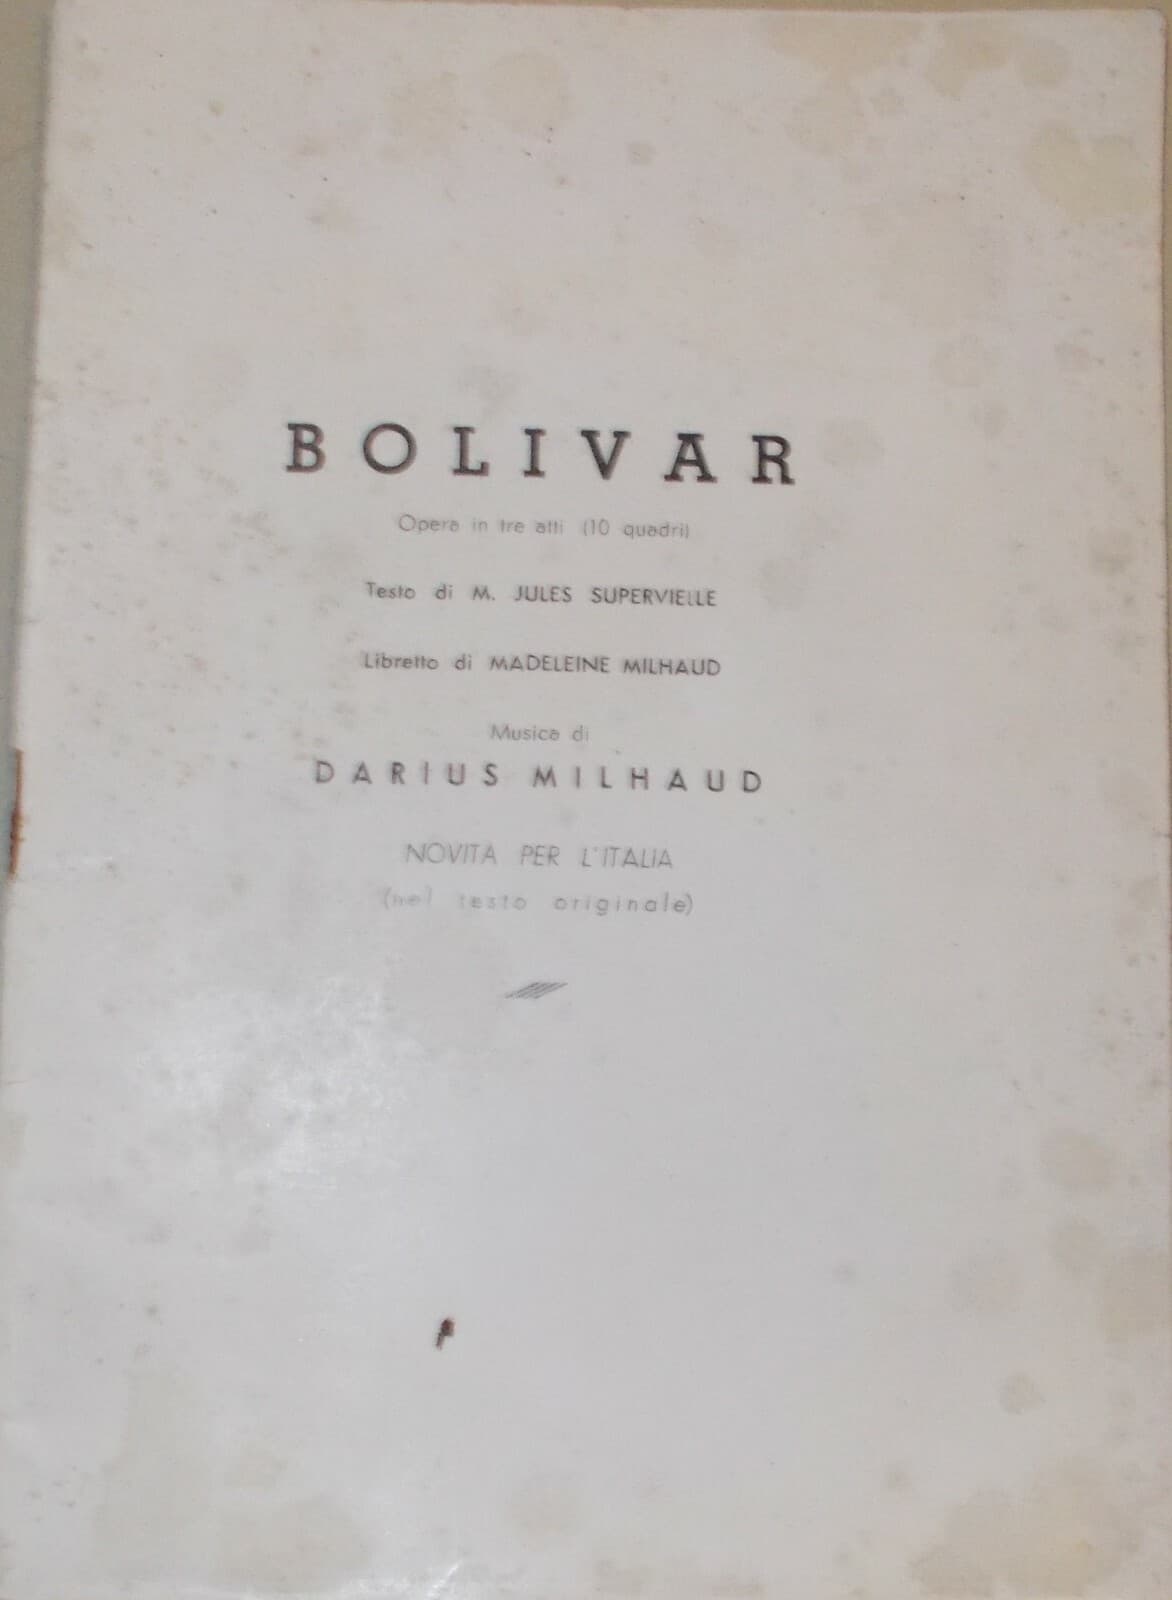 BOLIVAR
Opera in tre atti (10 quadri)
Testo di M. JULES SUPERVIELLE
Libretto di MADELEINE MILHAUD
Musica di
DARIUS MILHAUD
NOVITA PER L'ITALIA
(nel testo originale)